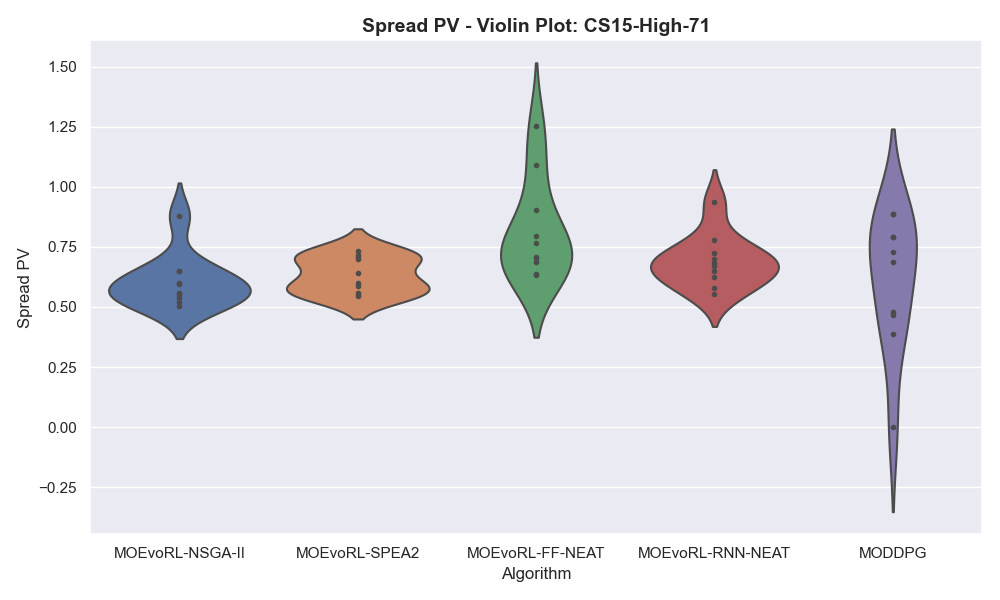 Spread PV - Violin Plot: CS15-High-71
Spread PV
1.50
1.25
1.00
0.75
0.50
0.25
0.00
−0.25
MOEvoRL-NSGA-II
MOEvoRL-SPEA2
MOEvoRL-FF-NEAT
MOEvoRL-RNN-NEAT
MODDPG
Algorithm